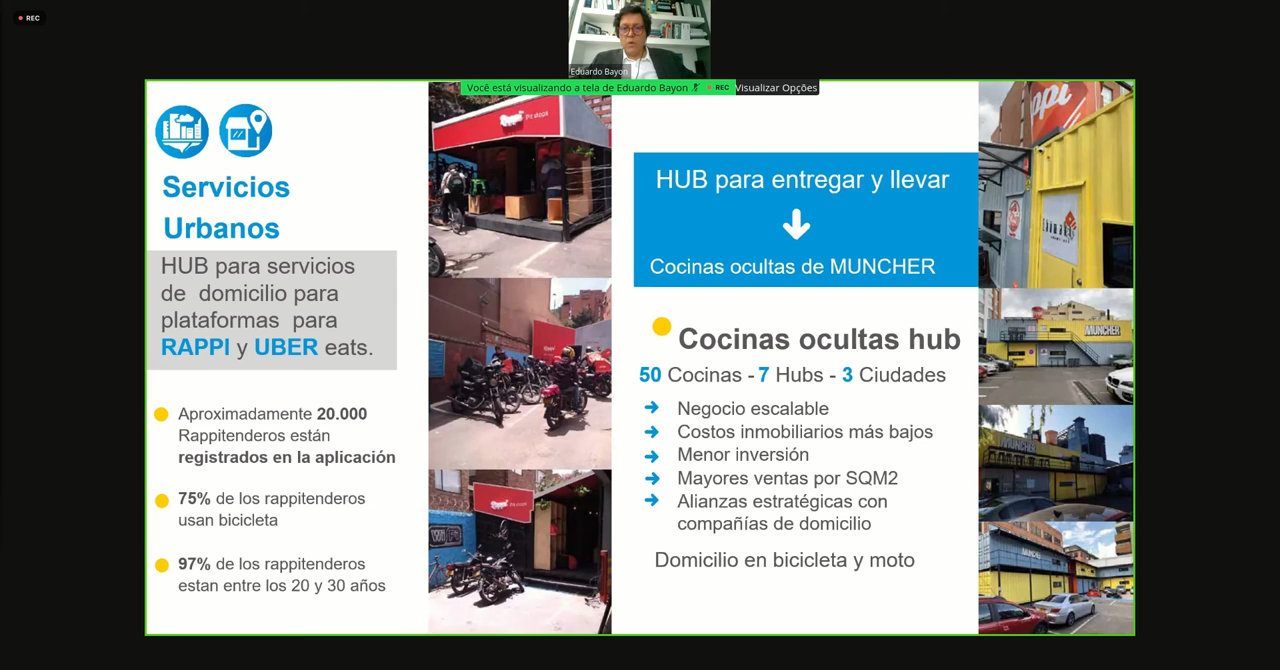 REC
Eduardo Bayon
Você está visualizando a tela de Eduardo Bayon
REC
Visualizar Opções
Servicios
Urbanos
HUB para servicios
de domicilio para
plataformas para
RAPPI y UBER eats.
Aproximadamente 20.000
Rappitenderos están
registrados en la aplicación
75% de los rappitenderos
usan bicicleta
97% de los rappitenderos
estan entre los 20 y 30 años
HUB para entregar y llevar
Cocinas ocultas de MUNCHER
Cocinas ocultas hub
50 Cocinas - 7 Hubs - 3 Ciudades
Negocio escalable
Costos inmobiliarios más bajos
Menor inversión
Mayores ventas por SQM2
Alianzas estratégicas con
compañías de domicilio
Domicilio en bicicleta y moto
MUNCHER
MUNCHER
MUNCHER